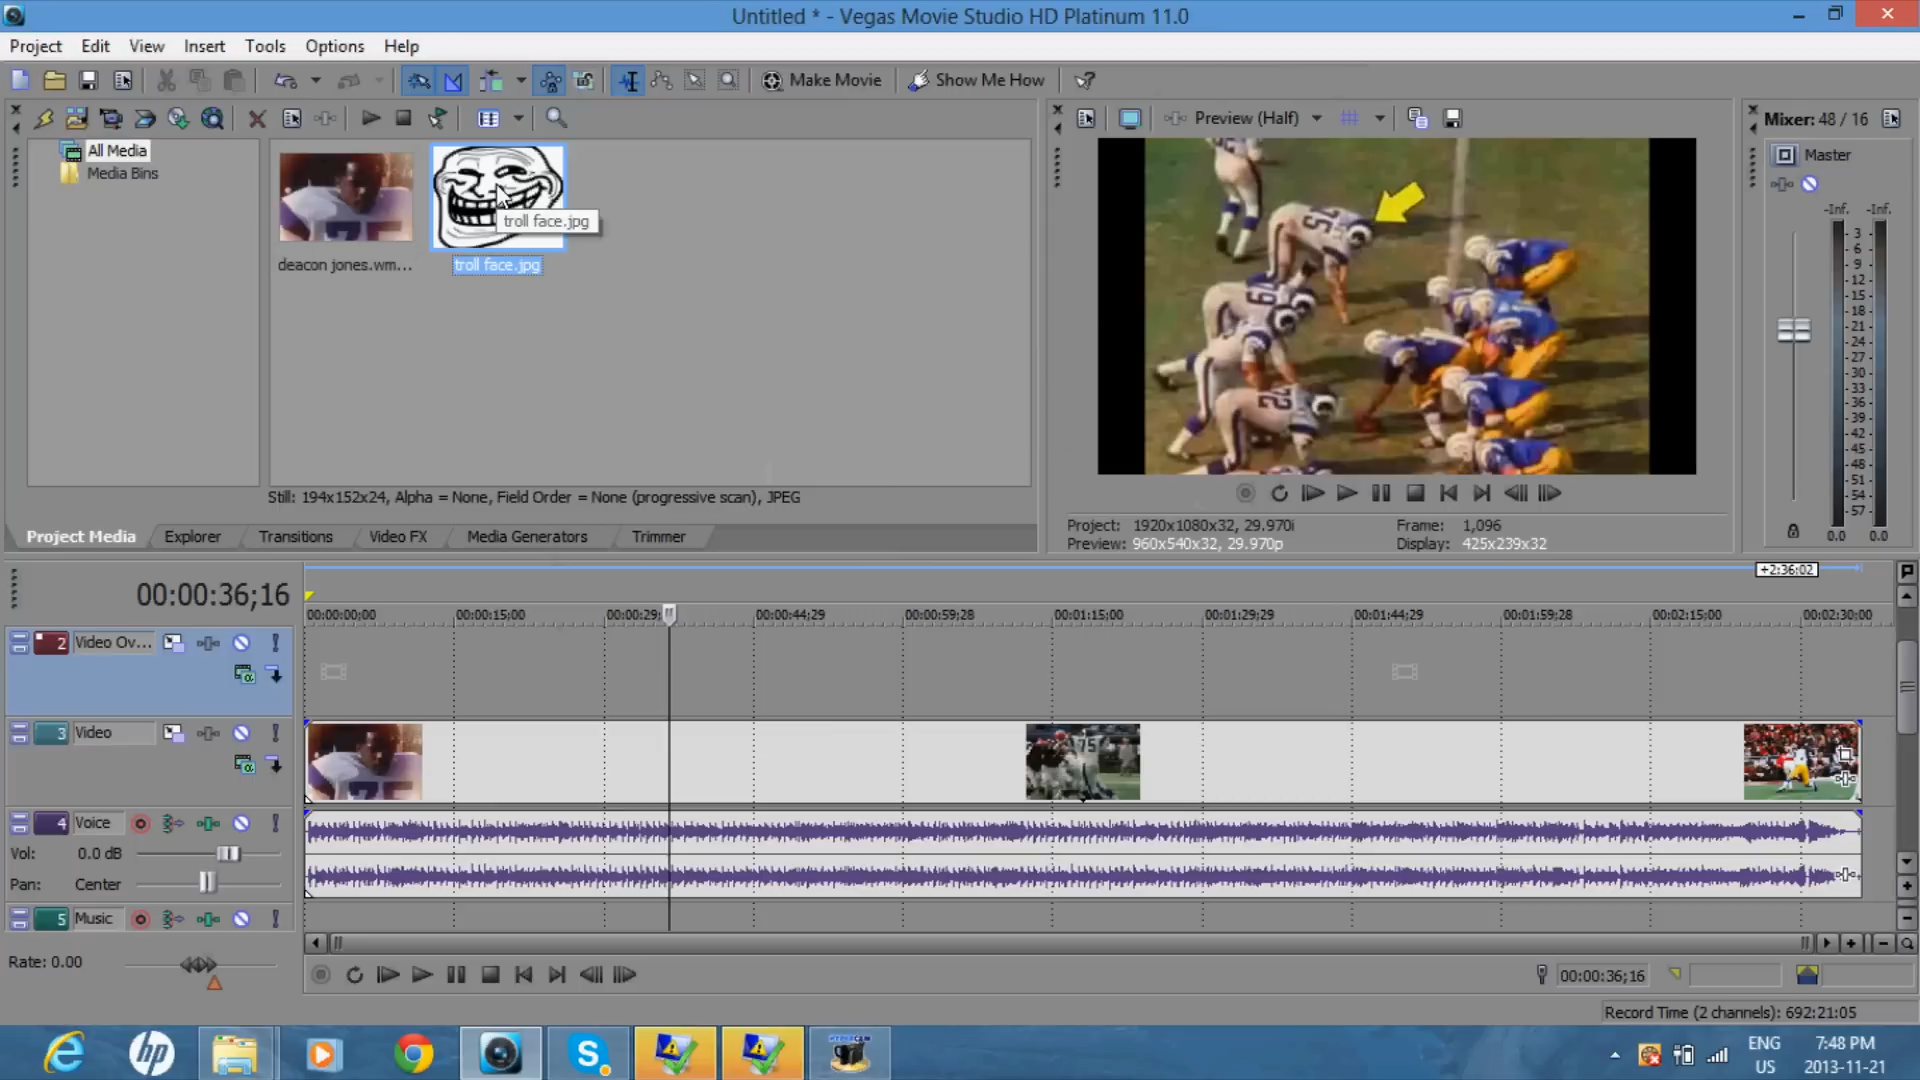 Untitled * - Vegas Movie Studio HD Platinum 11.0
Project Edit View Insert Tools Options Help
Make Movie Show Me How
Preview (Half)
Mixer: 48 / 16
All Media
Media Bins
Master
troll face.jpg
deacon jones.wm... troll face.jpg
-Inf. -Inf.
3
6
9
12
15
18
21
24
27
30
33
36
39
42
45
48
51
54
57
0.0 0.0
75
76
72
Still: 194x152x24, Alpha = None, Field Order = None (progressive scan), JPEG
Project Media Explorer Transitions Video FX Media Generators Trimmer
Project: 1920x1080x32, 29.970i Frame: 1,096
Preview: 960x540x32, 29.970p Display: 425x239x32
+2:36:02
00:00:36;16
00:00:00;00 00:00:15;00 00:00:29; 00:00:44;29 00:00:59;28 00:01:15;00 00:01:29;29 00:01:44;29 00:01:59;28 00:02:15;00 00:02:30;00
2 Video Ov...
3 Video
75
4 Voice
Vol: 0.0 dB
Pan: Center
5 Music
Rate: 0.00
00:00:36;16
Record Time (2 channels): 692:21:05
ENG
US
7:48 PM
2013-11-21